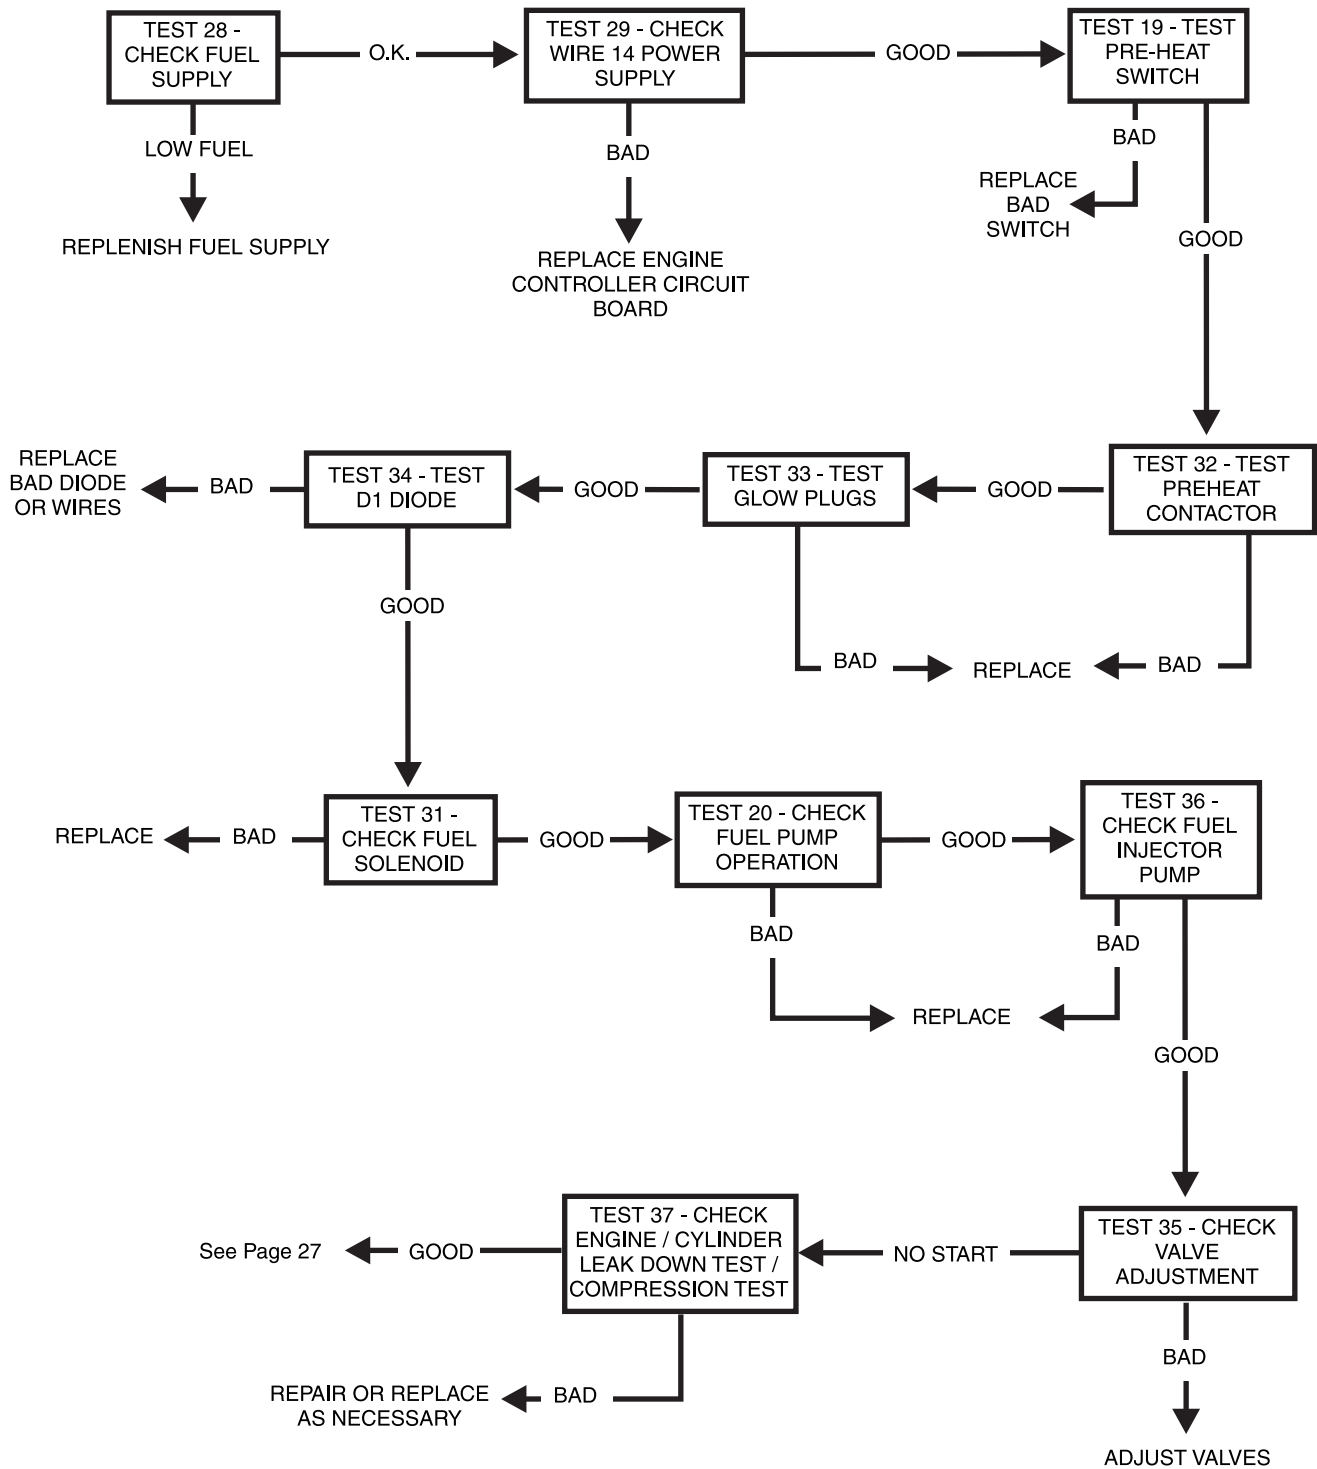 TEST 28 -
CHECK FUEL
SUPPLY
O.K.
TEST 29 - CHECK
WIRE 14 POWER
SUPPLY
GOOD
TEST 19 - TEST
PRE-HEAT
SWITCH
LOW FUEL
REPLENISH FUEL SUPPLY
BAD
REPLACE ENGINE
CONTROLLER CIRCUIT
BOARD
BAD
REPLACE
BAD
SWITCH
GOOD
TEST 32 - TEST
PREHEAT
CONTACTOR
GOOD
TEST 33 - TEST
GLOW PLUGS
GOOD
TEST 34 - TEST
D1 DIODE
BAD
REPLACE
BAD DIODE
OR WIRES
GOOD
BAD
REPLACE
BAD
TEST 31 -
CHECK FUEL
SOLENOID
BAD
REPLACE
GOOD
TEST 20 - CHECK
FUEL PUMP
OPERATION
GOOD
TEST 36 -
CHECK FUEL
INJECTOR
PUMP
BAD
REPLACE
BAD
GOOD
TEST 35 - CHECK
VALVE
ADJUSTMENT
NO START
TEST 37 - CHECK
ENGINE / CYLINDER
LEAK DOWN TEST /
COMPRESSION TEST
GOOD
See Page 27
BAD
REPAIR OR REPLACE
AS NECESSARY
BAD
ADJUST VALVES